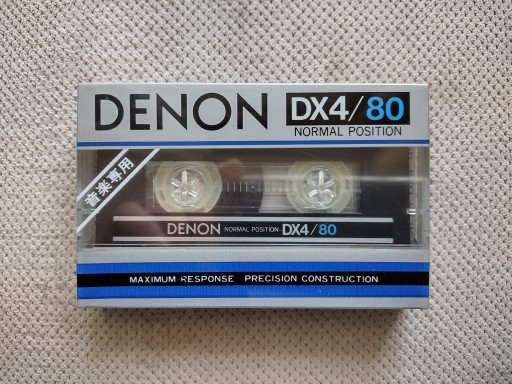 DENON DX4/80
NORMAL POSITION
音楽専用
DENON NORMAL POSITION DX4/80
MAXIMUM RESPONSE PRECISION CONSTRUCTION